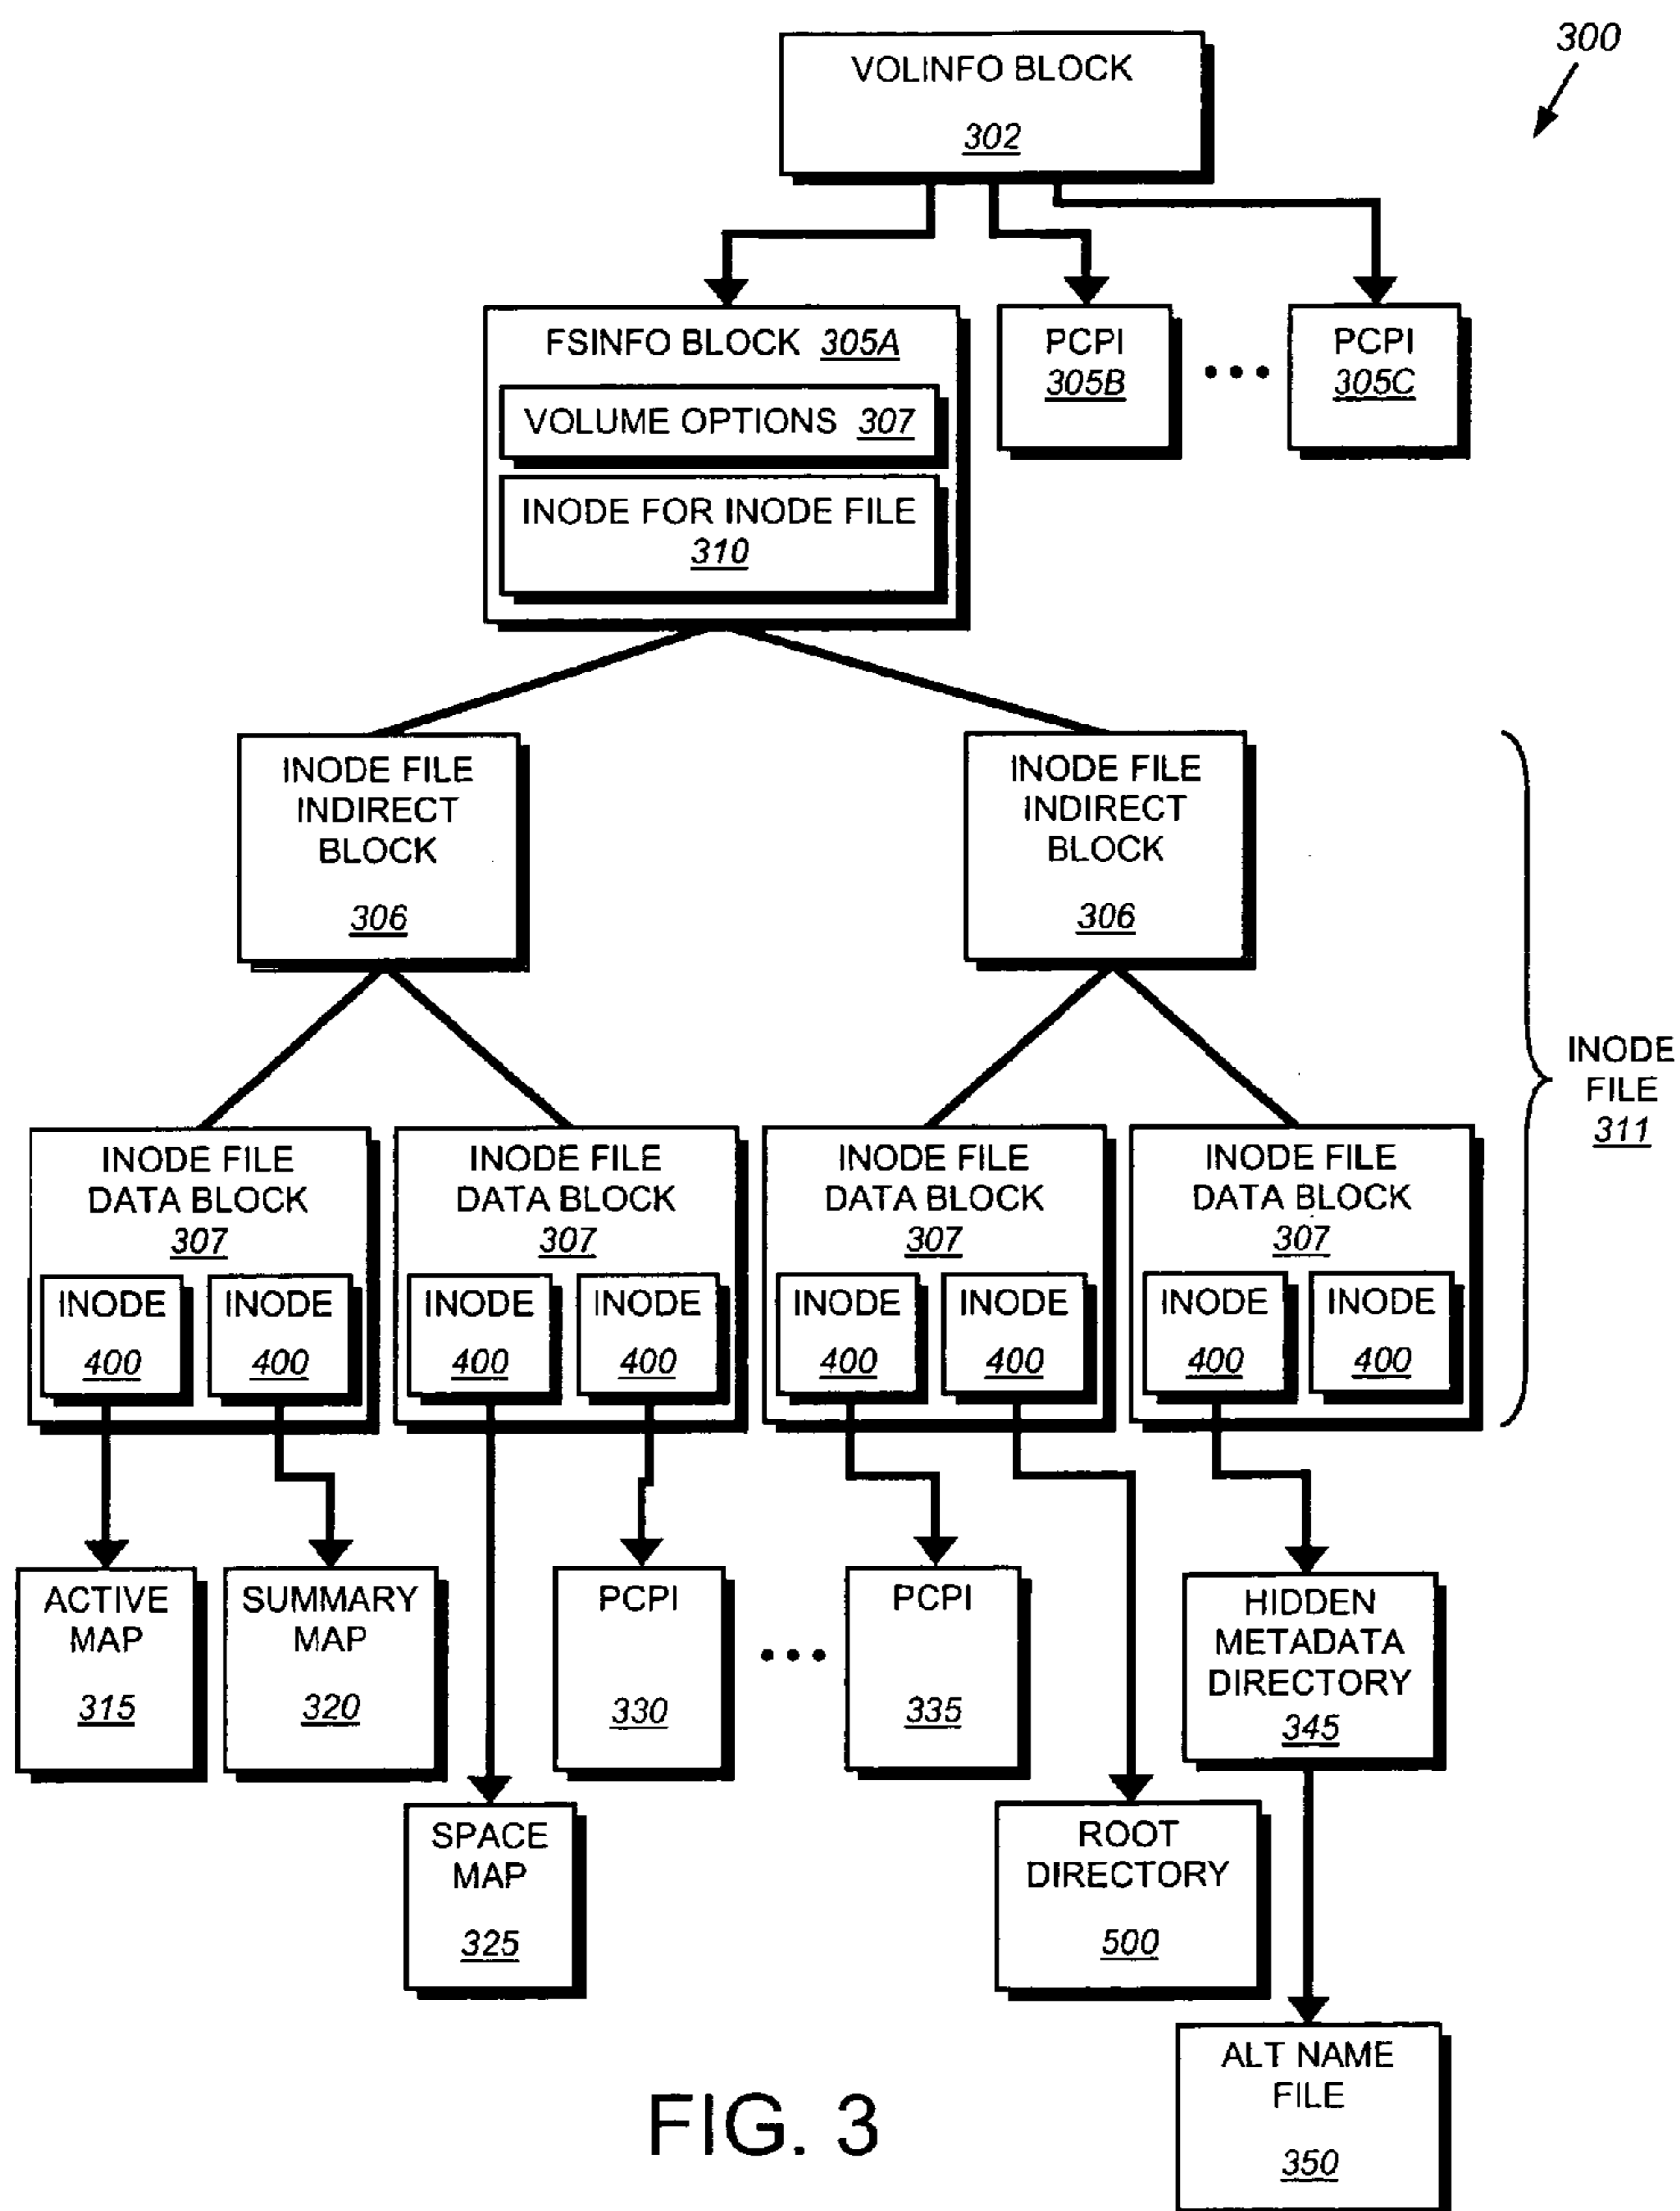 300
VOLINFO BLOCK
302
FSINFO BLOCK 305A
VOLUME OPTIONS 307
INODE FOR INODE FILE
310
PCPI
305B
PCPI
305C
INODE FILE
INDIRECT
BLOCK
306
INODE FILE
INDIRECT
BLOCK
306
INODE
FILE
311
INODE FILE
DATA BLOCK
307
INODE
400
INODE
400
INODE FILE
DATA BLOCK
307
INODE
400
INODE
400
INODE FILE
DATA BLOCK
307
INODE
400
INODE
400
INODE FILE
DATA BLOCK
307
INODE
400
INODE
400
ACTIVE
MAP
315
SUMMARY
MAP
320
SPACE
MAP
325
PCPI
330
PCPI
335
ROOT
DIRECTORY
500
HIDDEN
METADATA
DIRECTORY
345
ALT NAME
FILE
350
FIG. 3